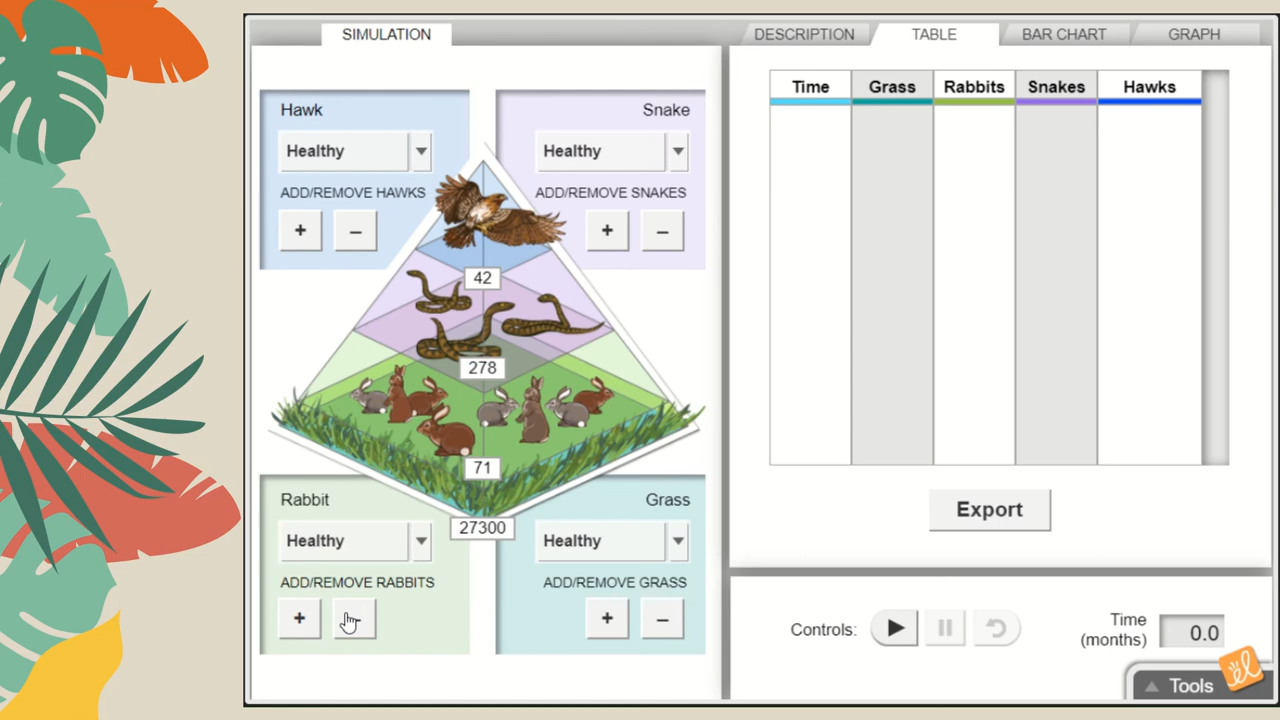 SIMULATION
Hawk
Healthy
ADD/REMOVE HAWKS
+ –
Snake
Healthy
ADD/REMOVE SNAKES
+ –
42
278
71
27300
Rabbit
Healthy
ADD/REMOVE RABBITS
+
Grass
Healthy
ADD/REMOVE GRASS
+ –
DESCRIPTION TABLE BAR CHART GRAPH
Time Grass Rabbits Snakes Hawks
Export
Controls:
Time
(months)
0.0
el
Tools